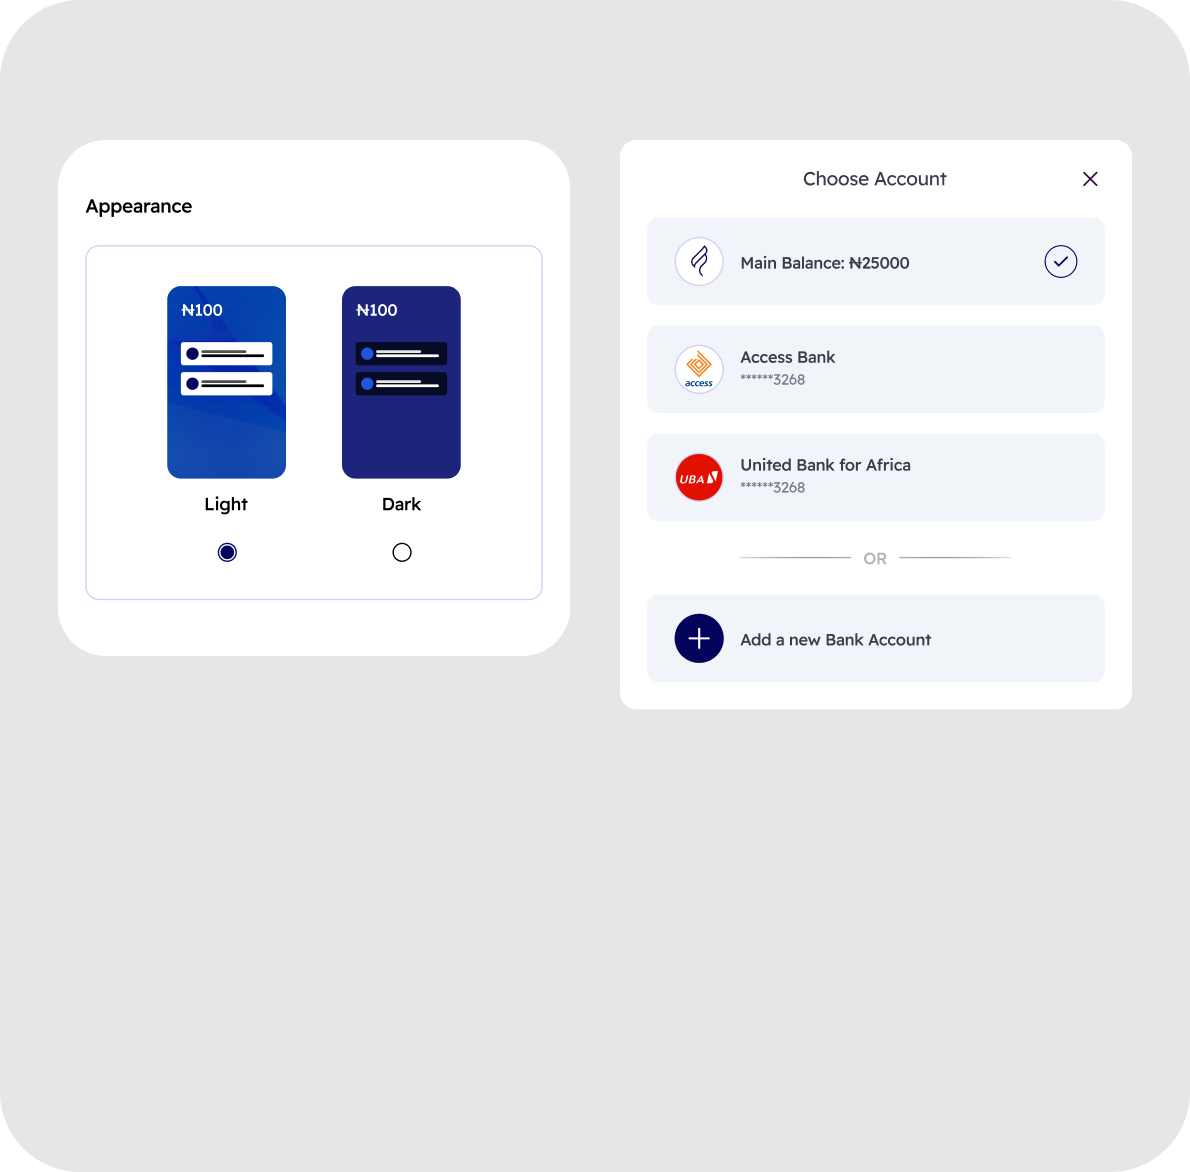 Appearance
₦100
₦100
Light
Dark
Choose Account
Main Balance: ₦25000
access
Access Bank
******3268
UBA
United Bank for Africa
******3268
OR
Add a new Bank Account